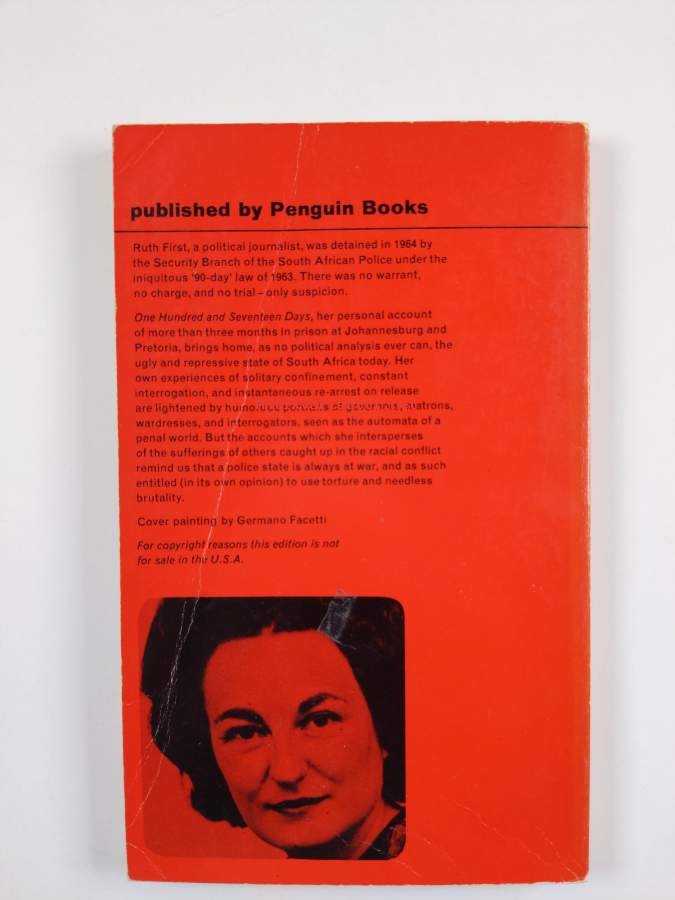 published by Penguin Books
Ruth First, a political journalist, was detained in 1964 by
the Security Branch of the South African Police under the
iniquitous '90-day' law of 1963. There was no warrant,
no charge, and no trial – only suspicion.
One Hundred and Seventeen Days, her personal account
of more than three months in prison at Johannesburg and
Pretoria, brings home, as no political analysis ever can, the
ugly and repressive state of South Africa today. Her
own experiences of solitary confinement, constant
interrogation, and instantaneous re-arrest on release
are lightened by humorous portraits of governors, matrons,
wardresses, and interrogators, seen as the automata of a
penal world. But the accounts which she intersperses
of the sufferings of others caught up in the racial conflict
remind us that a police state is always at war, and as such
entitled (in its own opinion) to use torture and needless
brutality.
Cover painting by Germano Facetti
For copyright reasons this edition is not
for sale in the U.S.A.